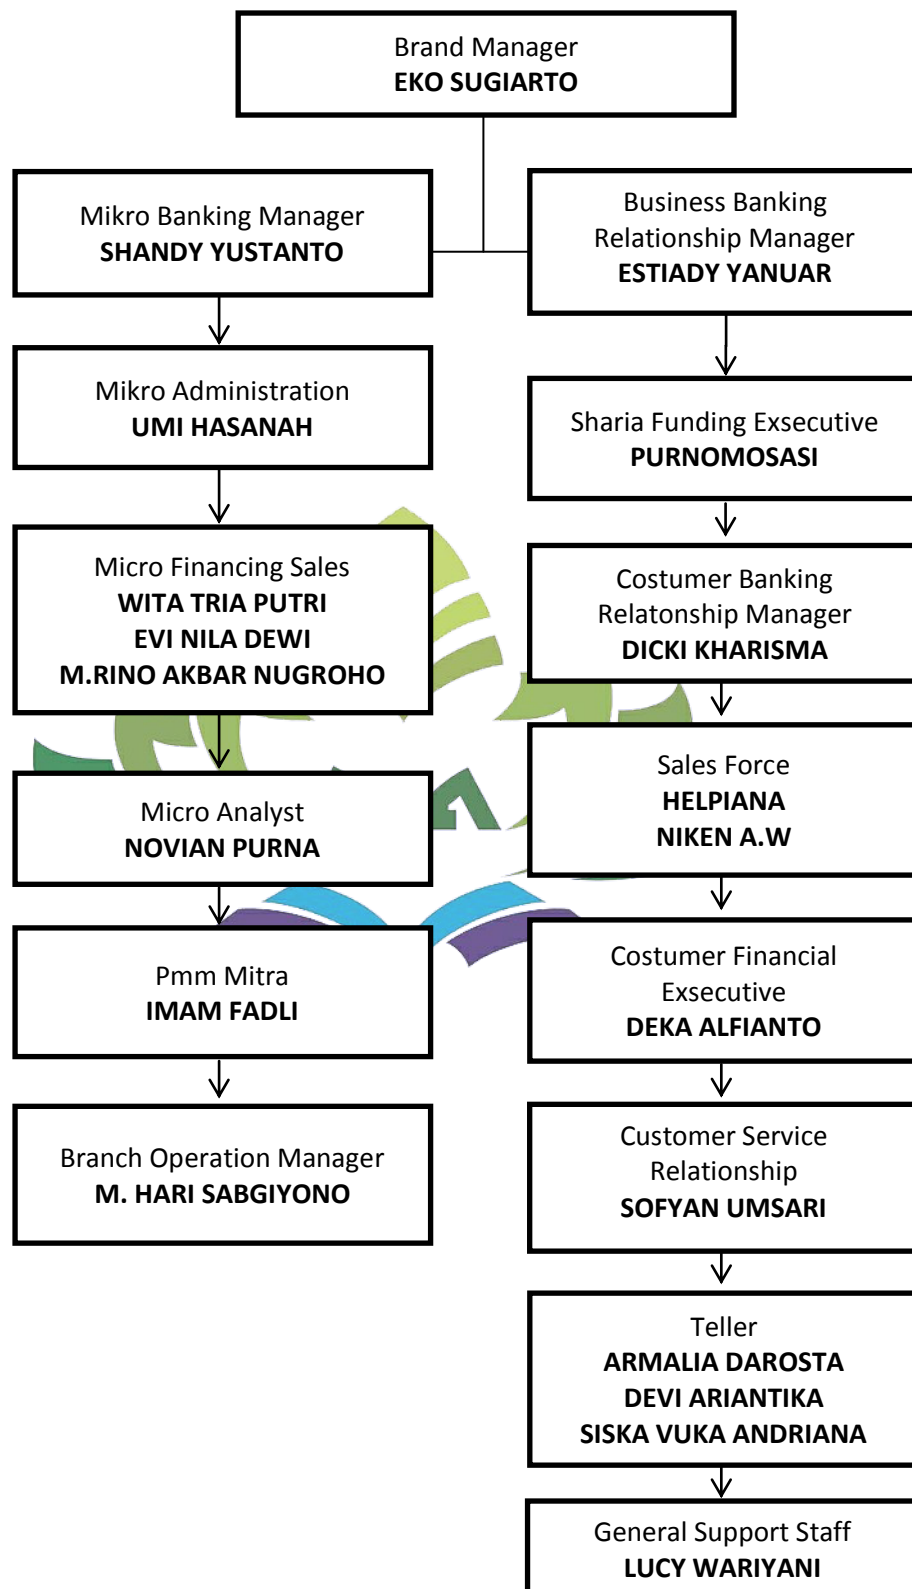 Brand Manager
EKO SUGIARTO
Mikro Banking Manager
SHANDY YUSTANTO
Mikro Administration
UMI HASANAH
Micro Financing Sales
WITA TRIA PUTRI
EVI NILA DEWI
M.RINO AKBAR NUGROHO
Micro Analyst
NOVIAN PURNA
Pmm Mitra
IMAM FADLI
Branch Operation Manager
M. HARI SABGIYONO
Business Banking
Relationship Manager
ESTIADY YANUAR
Sharia Funding Exsecutive
PURNOMOSASI
Costumer Banking
Relatonship Manager
DICKI KHARISMA
Sales Force
HELPIANA
NIKEN A.W
Costumer Financial
Exsecutive
DEKA ALFIANTO
Customer Service
Relationship
SOFYAN UMSARI
Teller
ARMALIA DAROSTA
DEVI ARIANTIKA
SISKA VUKA ANDRIANA
General Support Staff
LUCY WARIYANI